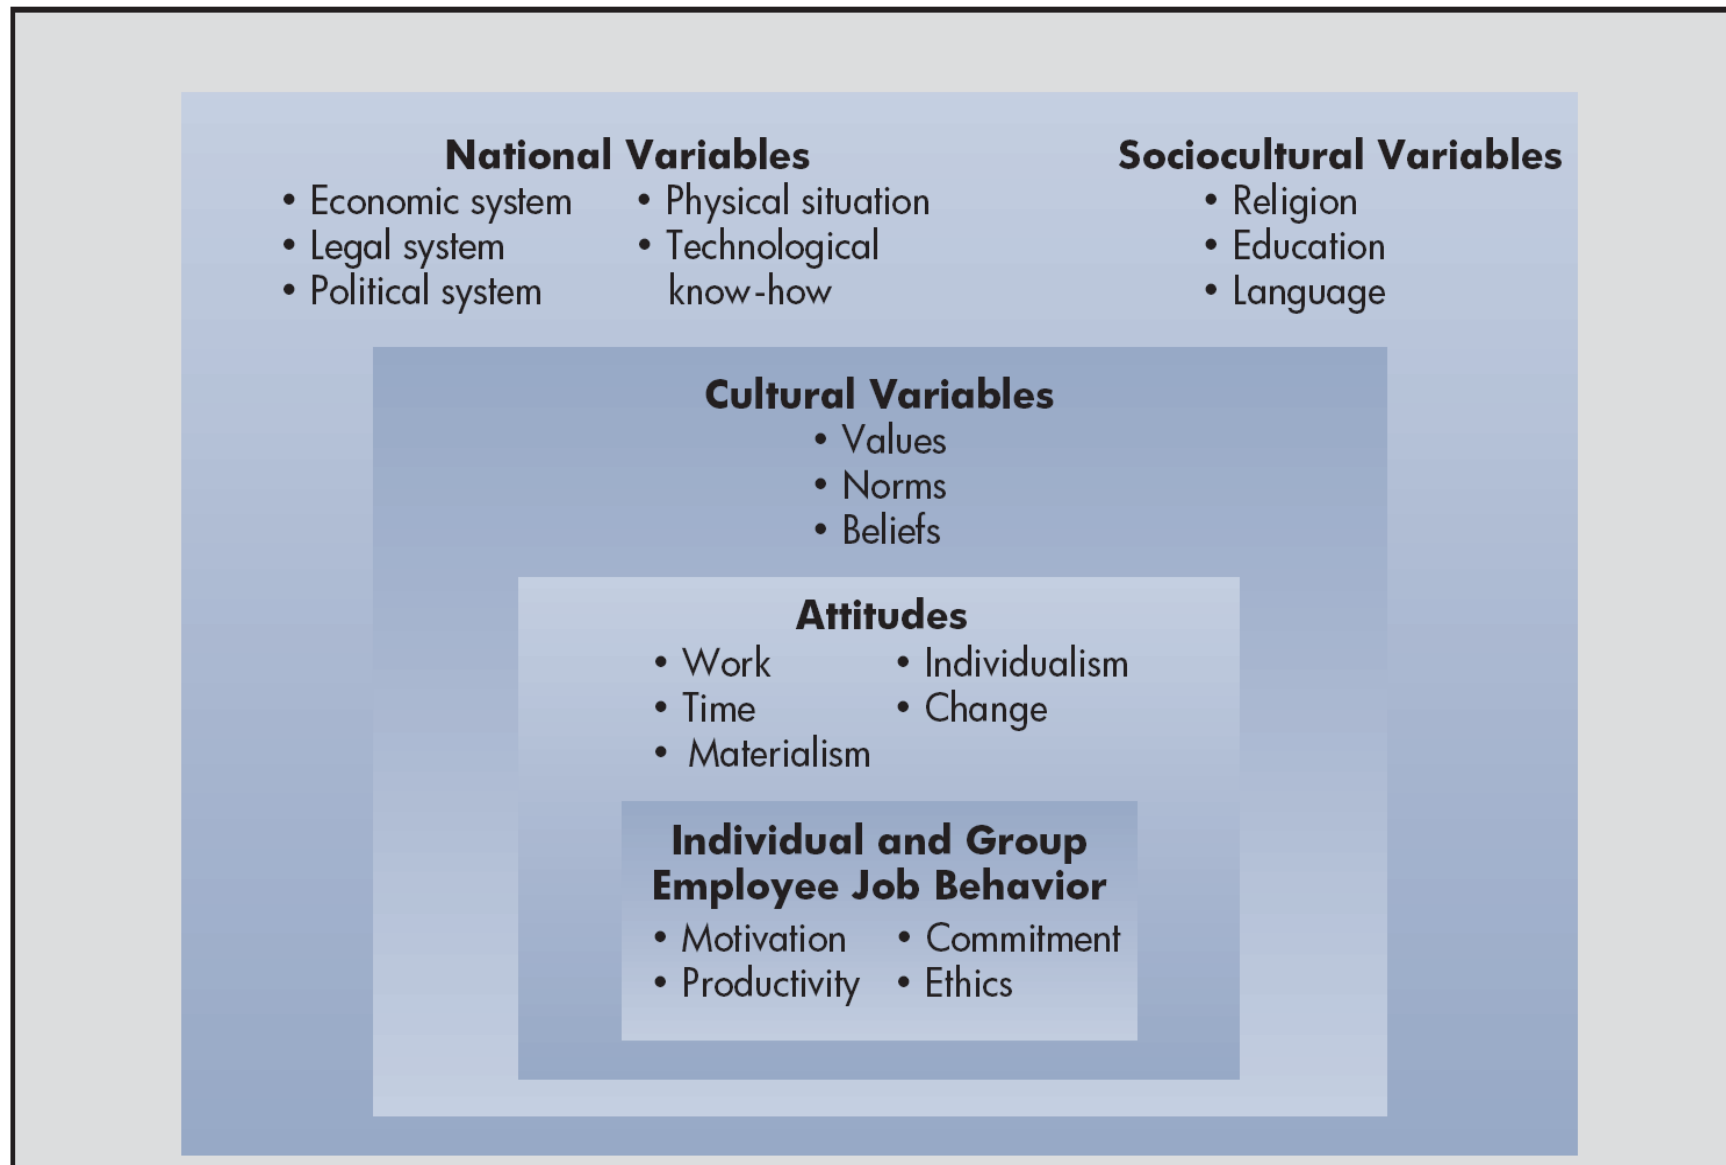 National Variables
• Economic system
• Legal system
• Political system
• Physical situation
• Technological
know-how
Sociocultural Variables
• Religion
• Education
• Language
Cultural Variables
• Values
• Norms
• Beliefs
Attitudes
• Work
• Time
• Materialism
• Individualism
• Change
Individual and Group
Employee Job Behavior
• Motivation
• Productivity
• Commitment
• Ethics